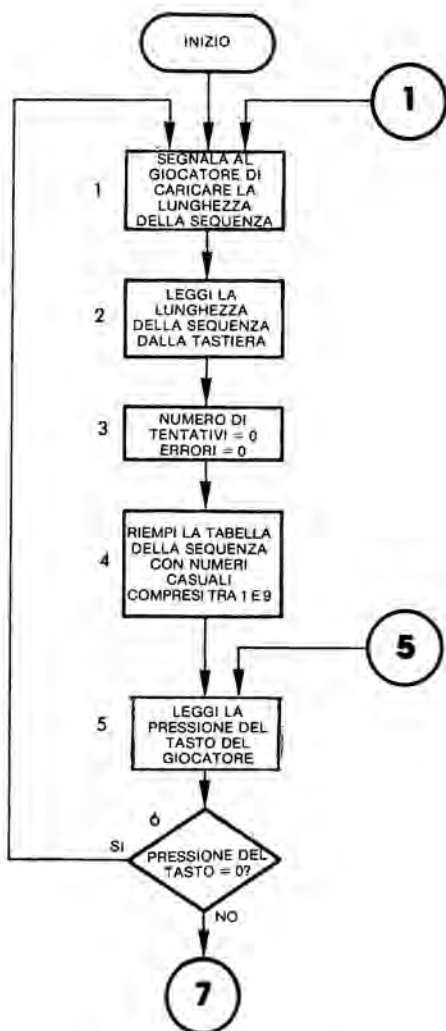 INIZIO
1
1
SEGNALA AL
GIOCATORE DI
CARICARE LA
LUNGHEZZA
DELLA SEQUENZA
2
LEGGI LA
LUNGHEZZA
DELLA SEQUENZA
DALLA TASTIERA
3
NUMERO DI
TENTATIVI = 0
ERRORI = 0
4
RIEMPI LA TABELLA
DELLA SEQUENZA
CON NUMERI
CASUALI
COMPRESI TRA 1 E 9
5
5
LEGGI LA
PRESSIONE DEL
TASTO DEL
GIOCATORE
6
SI
PRESSIONE DEL
TASTO = 0?
NO
7